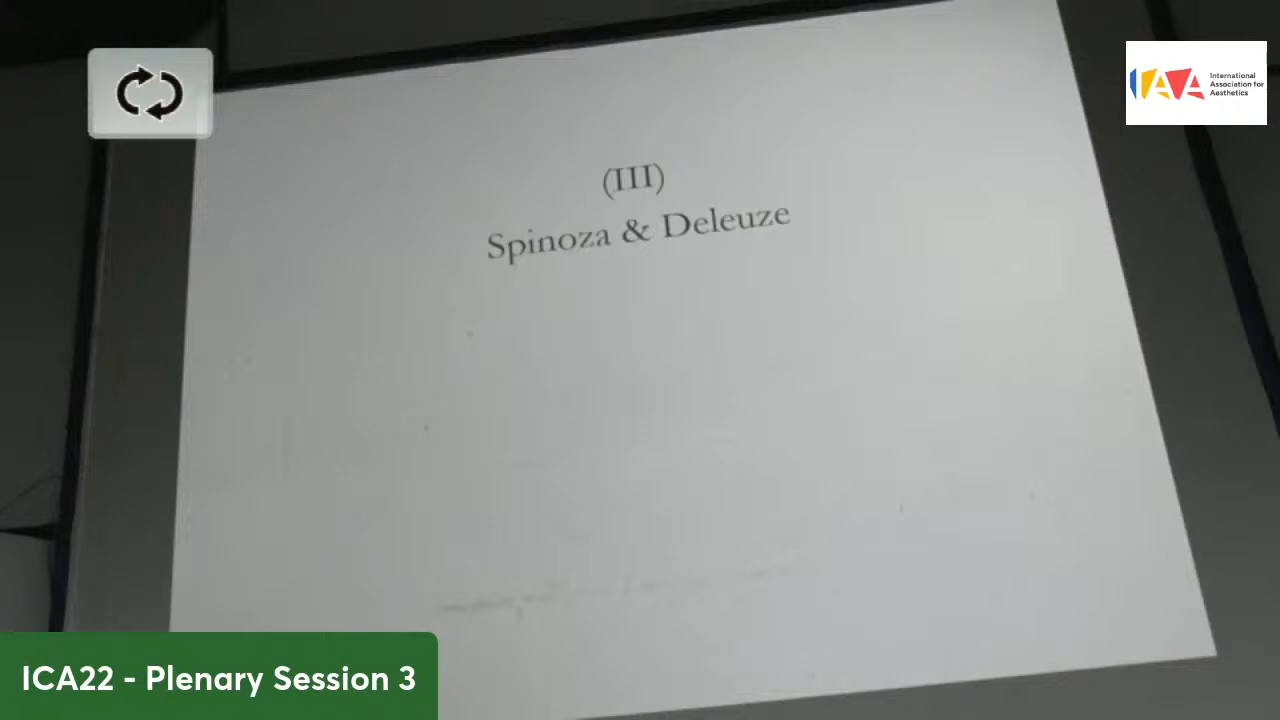 International
Association for
Aesthetics
(III)
Spinoza & Deleuze
ICA22 - Plenary Session 3